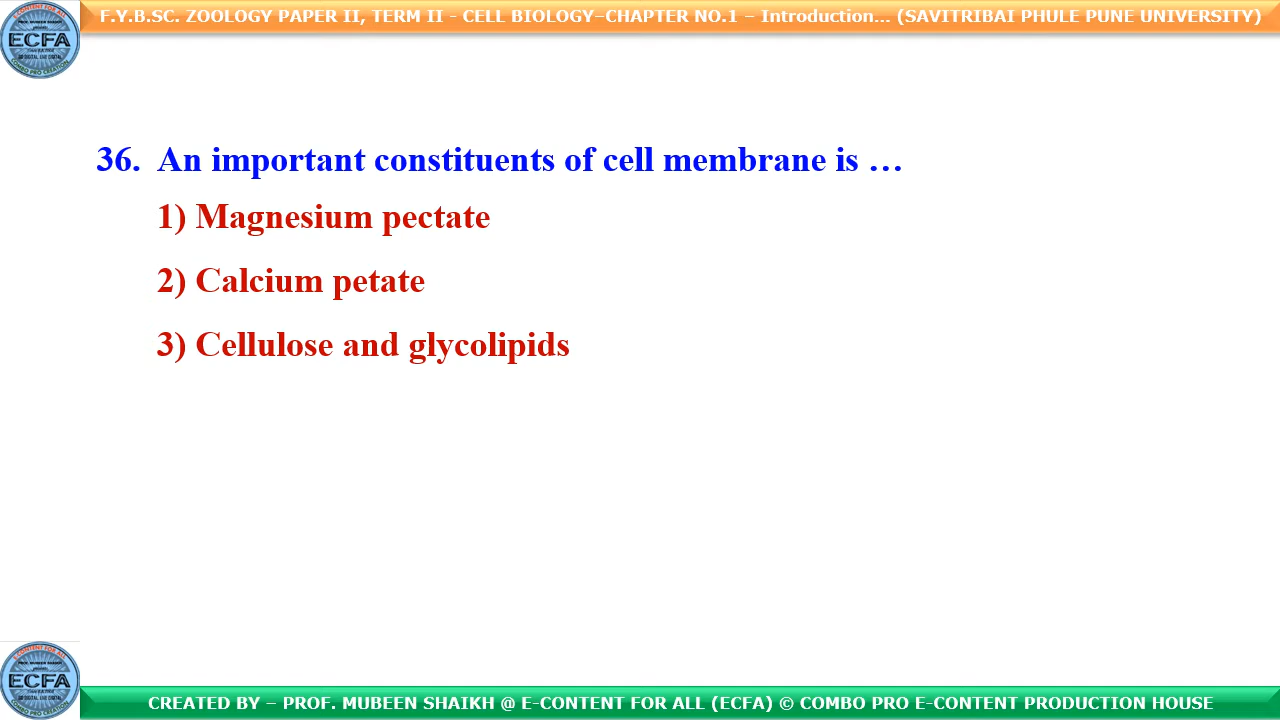 F.Y.B.SC. ZOOLOGY PAPER II, TERM II - CELL BIOLOGY–CHAPTER NO.1 – Introduction... (SAVITRIBAI PHULE PUNE UNIVERSITY)
ECFA
36. An important constituents of cell membrane is …
1) Magnesium pectate
2) Calcium petate
3) Cellulose and glycolipids
ECFA
CREATED BY – PROF. MUBEEN SHAIKH @ E-CONTENT FOR ALL (ECFA) © COMBO PRO E-CONTENT PRODUCTION HOUSE